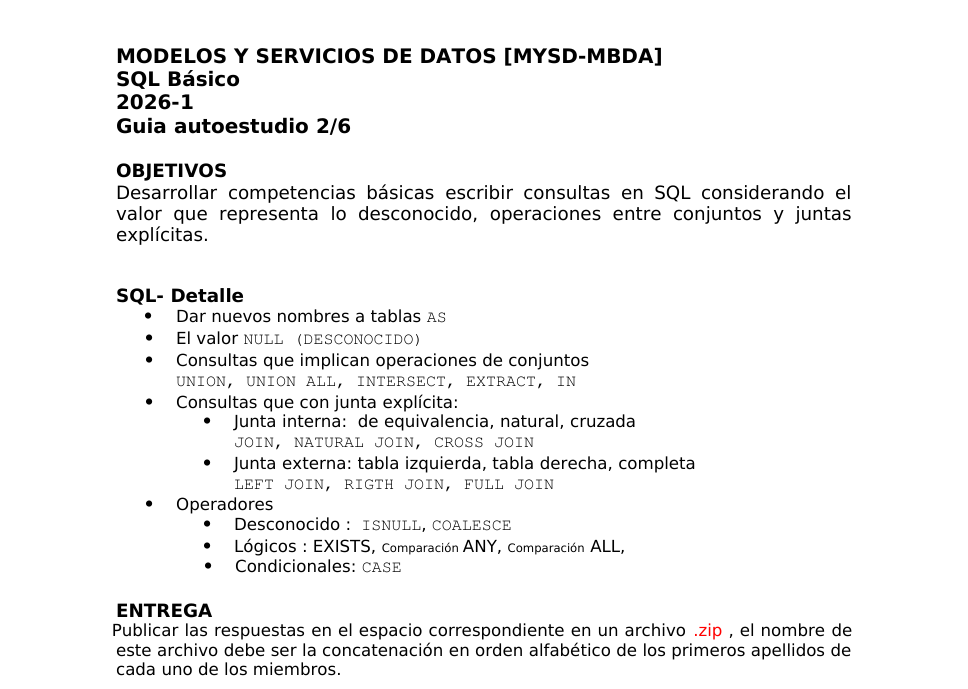 MODELOS Y SERVICIOS DE DATOS [MYSD-MBDA]
SQL Básico
2026-1
Guia autoestudio 2/6
OBJETIVOS
Desarrollar competencias básicas escribir consultas en SQL considerando el
valor que representa lo desconocido, operaciones entre conjuntos y juntas
explícitas.
SQL- Detalle
• Dar nuevos nombres a tablas AS
• El valor NULL (DESCONOCIDO)
• Consultas que implican operaciones de conjuntos
UNION, UNION ALL, INTERSECT, EXTRACT, IN
• Consultas que con junta explícita:
• Junta interna: de equivalencia, natural, cruzada
JOIN, NATURAL JOIN, CROSS JOIN
• Junta externa: tabla izquierda, tabla derecha, completa
LEFT JOIN, RIGTH JOIN, FULL JOIN
• Operadores
• Desconocido : ISNULL, COALESCE
• Lógicos : EXISTS, Comparación ANY, Comparación ALL,
• Condicionales: CASE
ENTREGA
Publicar las respuestas en el espacio correspondiente en un archivo .zip , el nombre de
este archivo debe ser la concatenación en orden alfabético de los primeros apellidos de
cada uno de los miembros.